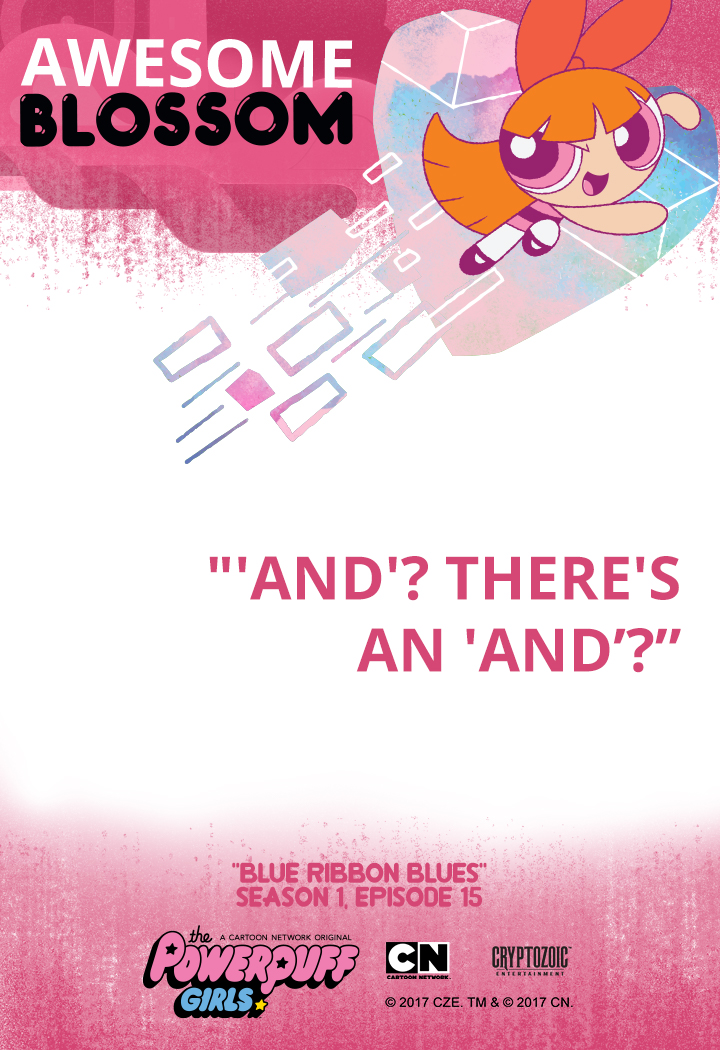 AWESOME
BLOSSOM
"'AND'? THERE'S
AN 'AND’?”
"BLUE RIBBON BLUES"
SEASON 1, EPISODE 15
the
A CARTOON NETWORK ORIGINAL
POWERPUFF
GIRLS
CN
CARTOON NETWORK.
CRYPTOZOIC™
ENTERTAINMENT
© 2017 CZE. TM & © 2017 CN.